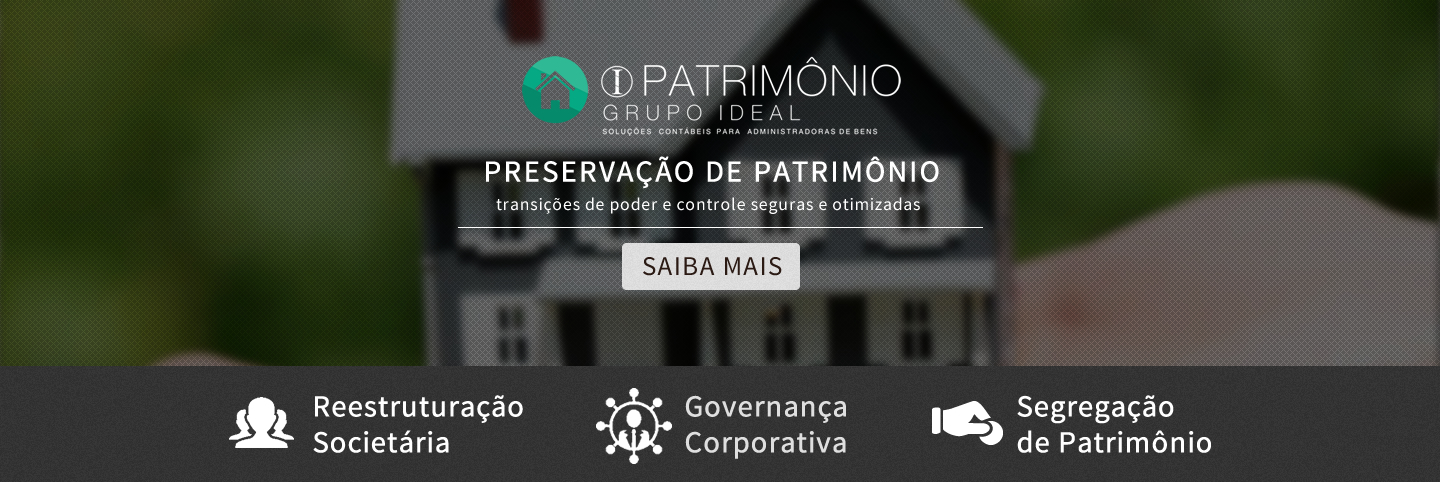 I PATRIMÔNIO
GRUPO IDEAL
SOLUÇÕES CONTÁBEIS PARA ADMINISTRADORAS DE BENS
PRESERVAÇÃO DE PATRIMÔNIO
transições de poder e controle seguras e otimizadas
SAIBA MAIS
Reestruturação
Societária
Governança
Corporativa
Segregação
de Patrimônio